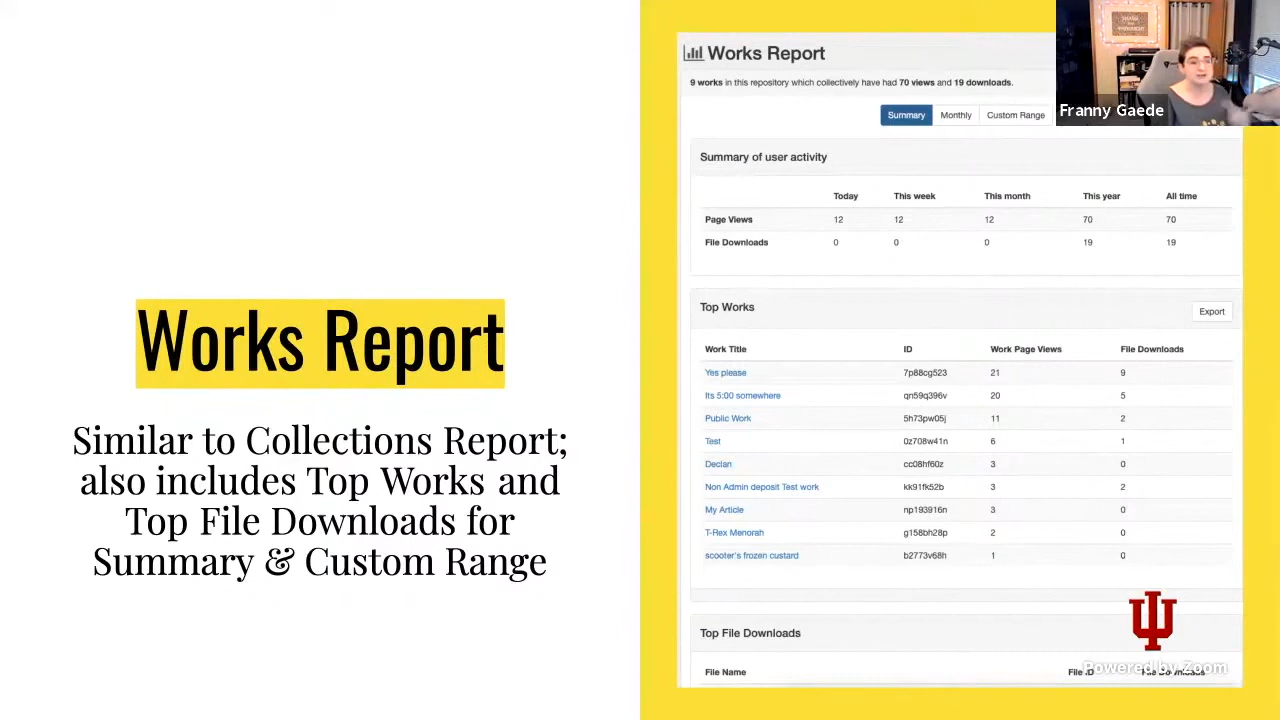 Works Report
Similar to Collections Report;
also includes Top Works and
Top File Downloads for
Summary & Custom Range
Works Report
9 works in this repository which collectively have had 70 views and 19 downloads.
Summary Monthly Custom Range
Summary of user activity
Today This week This month This year All time
Page Views 12 12 12 70 70
File Downloads 0 0 0 19 19
Top Works
Export
Work Title ID Work Page Views File Downloads
Yes please 7p88cg523 21 9
Its 5:00 somewhere qn59q396v 20 5
Public Work 5h73pw05j 11 2
Test 0z708w41n 6 1
Declan cc08hf60z 3 0
Non Admin deposit Test work kk91fk52b 3 2
My Article np193916n 3 0
T-Rex Menorah g158bh28p 2 0
scooter's frozen custard b2773v68h 1 0
Top File Downloads
File Name File ID File Downloads
Powered by Zoom
Franny Gaede